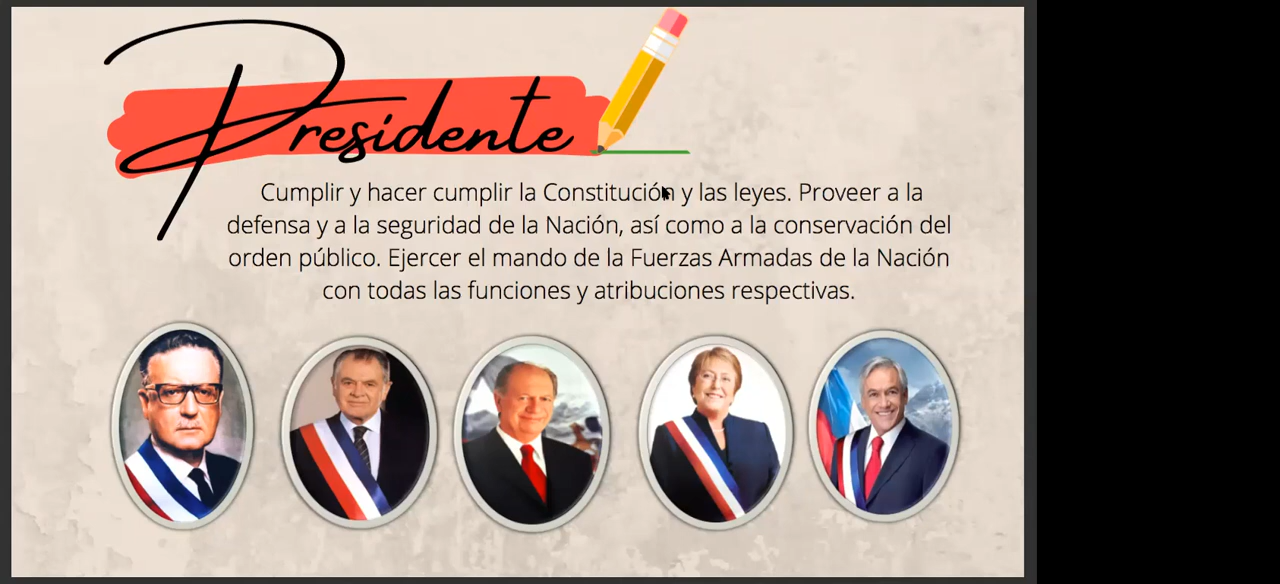 Presidente
Cumplir y hacer cumplir la Constitución y las leyes. Proveer a la
defensa y a la seguridad de la Nación, así como a la conservación del
orden público. Ejercer el mando de la Fuerzas Armadas de la Nación
con todas las funciones y atribuciones respectivas.